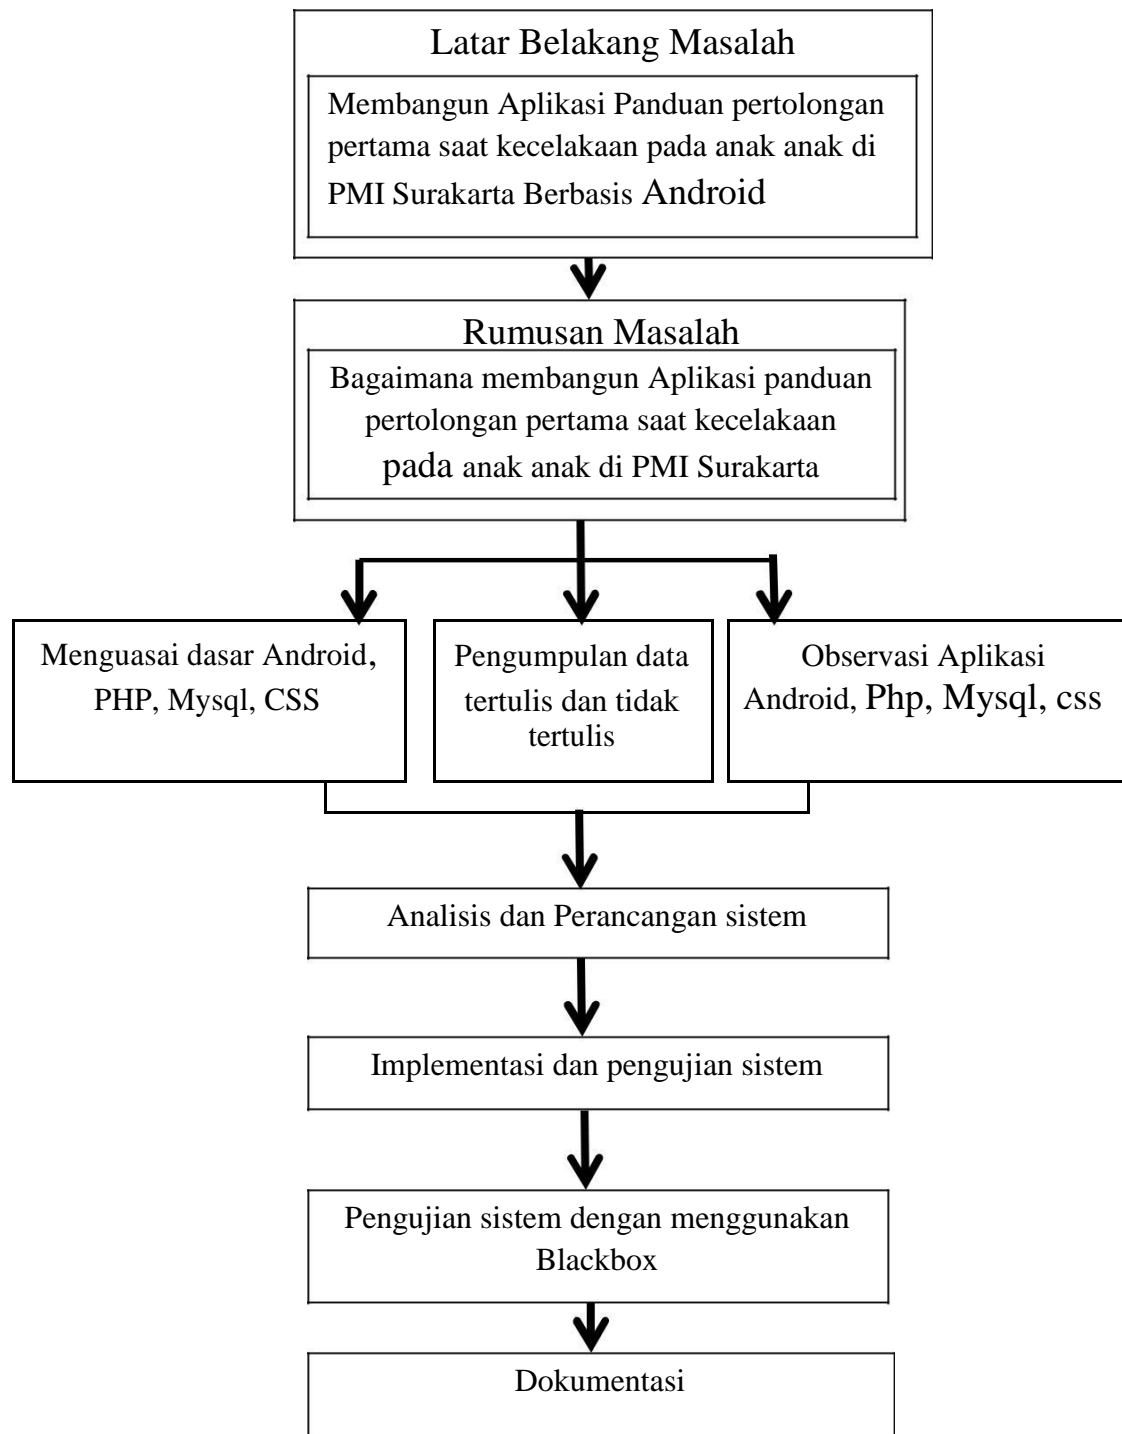 Latar Belakang Masalah
Membangun Aplikasi Panduan pertolongan
pertama saat kecelakaan pada anak anak di
PMI Surakarta Berbasis Android
Rumusan Masalah
Bagaimana membangun Aplikasi panduan
pertolongan pertama saat kecelakaan
pada anak anak di PMI Surakarta
Menguasai dasar Android,
PHP, Mysql, CSS
Pengumpulan data
tertulis dan tidak
tertulis
Observasi Aplikasi
Android, Php, Mysql, css
Analisis dan Perancangan sistem
Implementasi dan pengujian sistem
Pengujian sistem dengan menggunakan
Blackbox
Dokumentasi